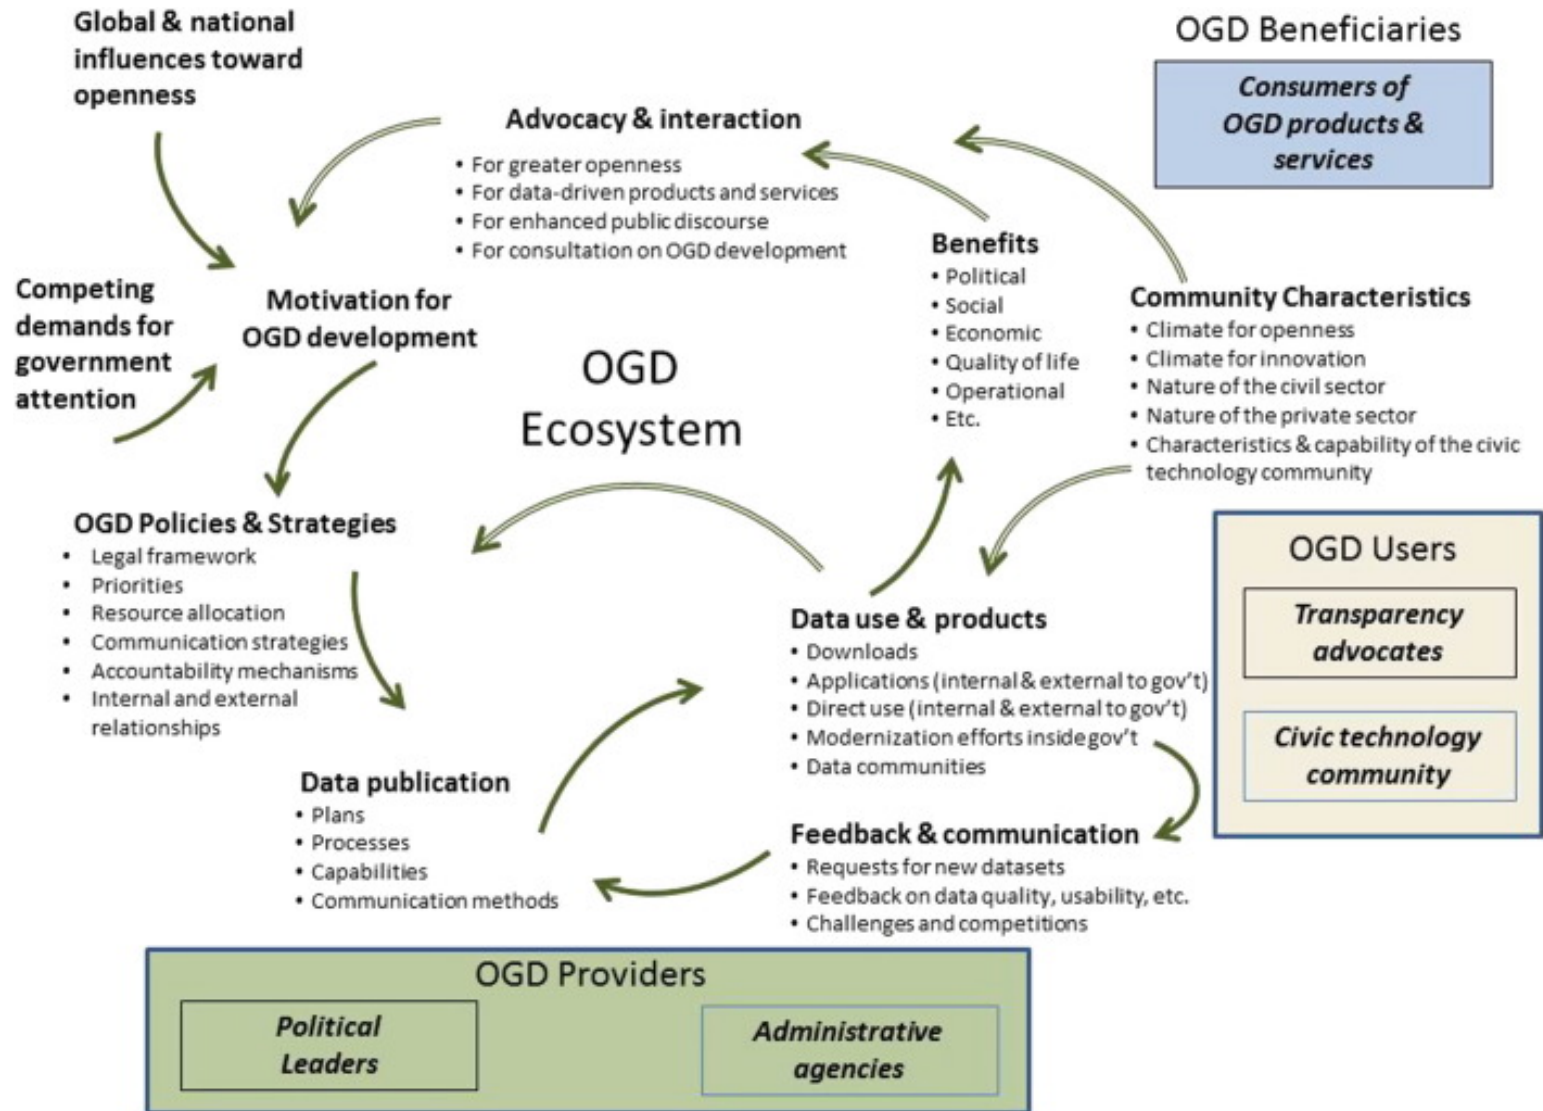 Global & national
influences toward
openness
OGD Beneficiaries
Consumers of
OGD products &
services
Advocacy & interaction
• For greater openness
• For data-driven products and services
• For enhanced public discourse
• For consultation on OGD development
Benefits
• Political
• Social
• Economic
• Quality of life
• Operational
• Etc.
Community Characteristics
• Climate for openness
• Climate for innovation
• Nature of the civil sector
• Nature of the private sector
• Characteristics & capability of the civic
technology community
Competing
demands for
government
attention
Motivation for
OGD development
OGD
Ecosystem
OGD Policies & Strategies
• Legal framework
• Priorities
• Resource allocation
• Communication strategies
• Accountability mechanisms
• Internal and external
relationships
OGD Users
Transparency
advocates
Civic technology
community
Data use & products
• Downloads
• Applications (internal & external to gov't)
• Direct use (internal & external to gov't)
• Modernization efforts inside gov't
• Data communities
Data publication
• Plans
• Processes
• Capabilities
• Communication methods
Feedback & communication
• Requests for new datasets
• Feedback on data quality, usability, etc.
• Challenges and competitions
OGD Providers
Political
Leaders
Administrative
agencies